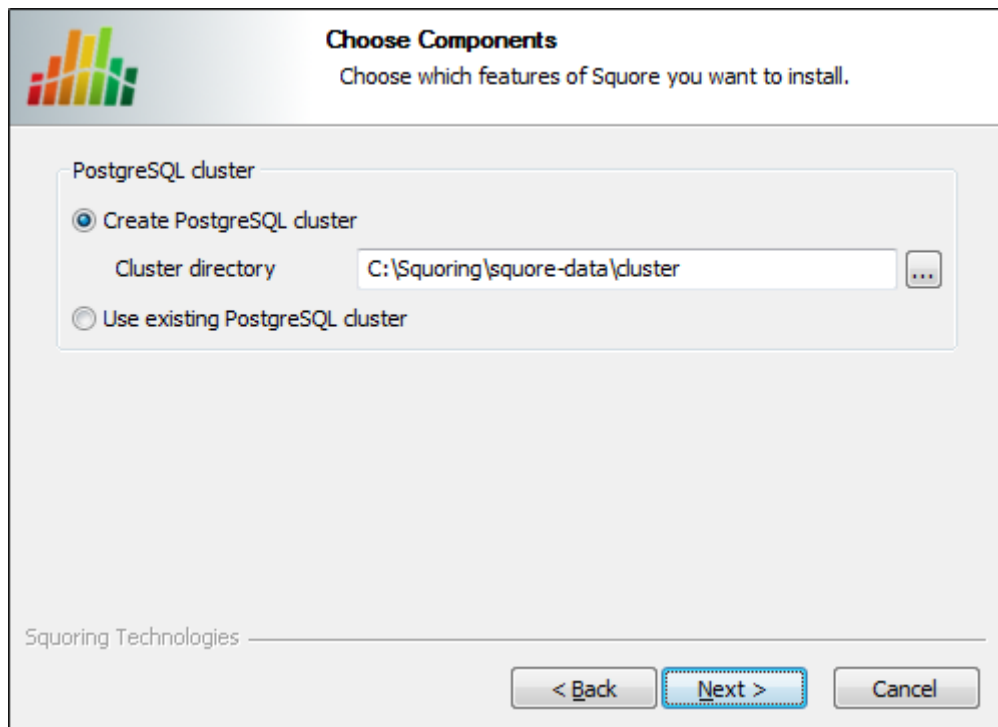 Choose Components
Choose which features of Squore you want to install.
PostgreSQL cluster
Create PostgreSQL cluster
Cluster directory C:\Squoring\squore-data\cluster ...
Use existing PostgreSQL cluster
Squoring Technologies
< Back Next > Cancel